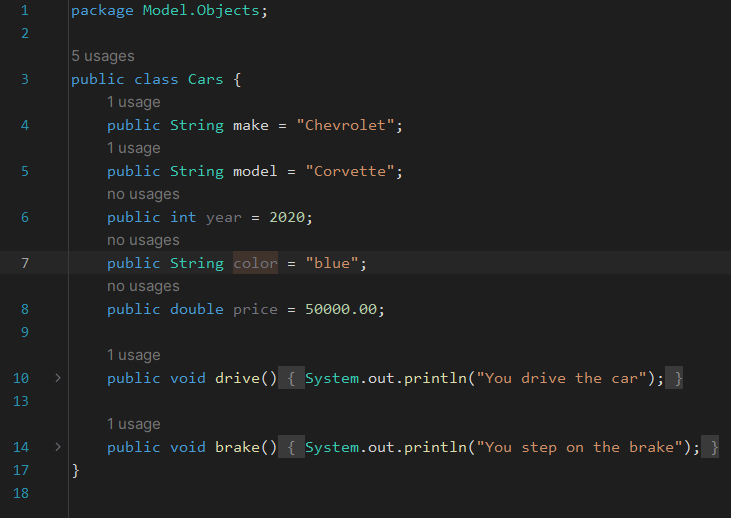 1 package Model.Objects;
2
5 usages
3 public class Cars {
1 usage
4 public String make = "Chevrolet";
1 usage
5 public String model = "Corvette";
no usages
6 public int year = 2020;
no usages
7 public String color = "blue";
no usages
8 public double price = 50000.00;
9
1 usage
10 public void drive() { System.out.println("You drive the car"); }
13
1 usage
14 public void brake() { System.out.println("You step on the brake"); }
17 }
18